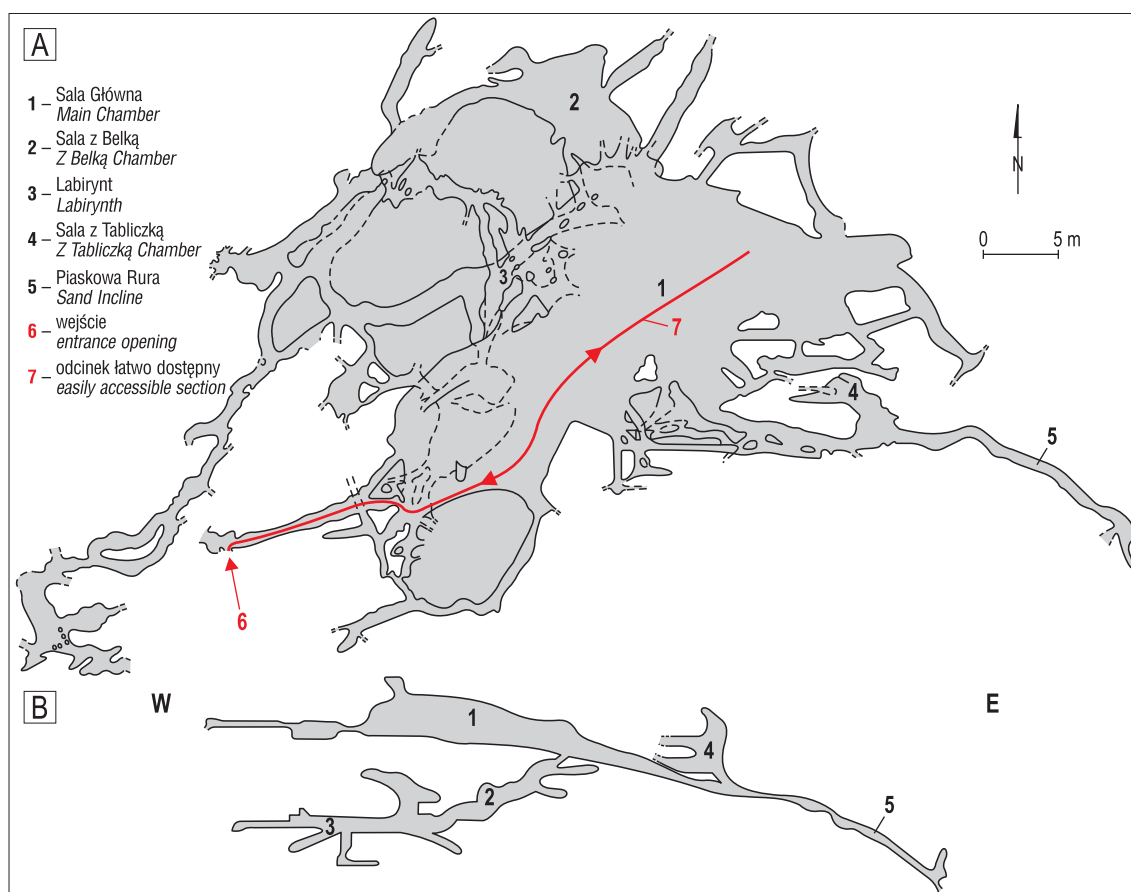 A
1 – Sala Główna
Main Chamber
2 – Sala z Belką
Z Belką Chamber
3 – Labirynt
Labirynth
4 – Sala z Tabliczką
Z Tabliczką Chamber
5 – Piaskowa Rura
Sand Incline
6 – wejście
entrance opening
7 – odcinek łatwo dostępny
easily accessible section
2
N
0 5 m
3
1
7
4
5
6
B
W
E
1
4
2
3
5